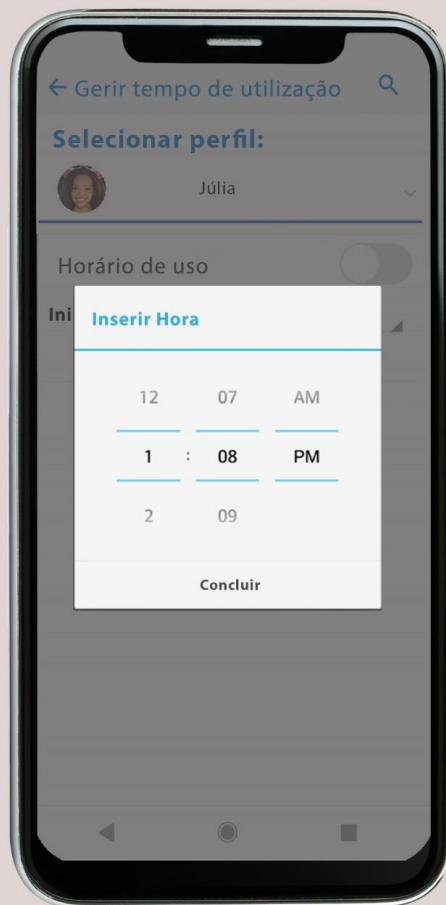 Gerir tempo de utilização
Selecionar perfil:
Júlia
Horário de uso
Ini
Inserir Hora
12 07 AM
1 : 08 PM
2 09
Concluir